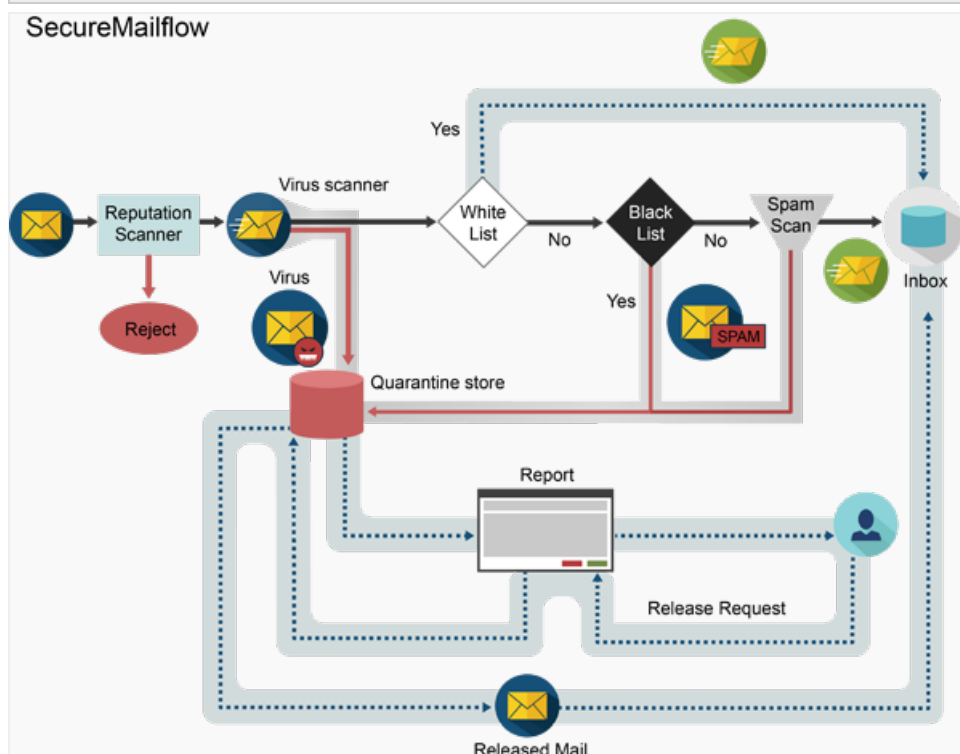 SecureMailflow
Yes
Virus scanner
Reputation
Scanner
White
List
No
Black
List
No
Spam
Scan
Inbox
Virus
Yes
Reject
SPAM
Quarantine store
Report
Release Request
Released Mail